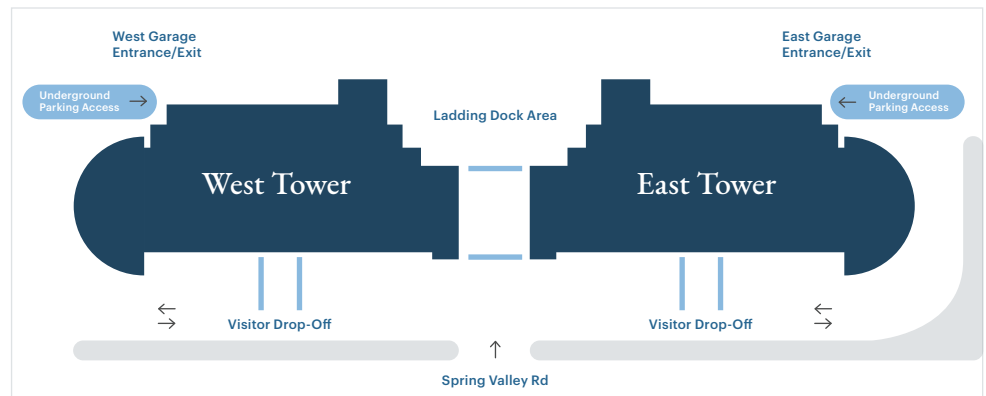 West Garage
Entrance/Exit
East Garage
Entrance/Exit
Underground
Parking Access
Ladding Dock Area
Underground
Parking Access
West Tower
East Tower
Visitor Drop-Off
Visitor Drop-Off
Spring Valley Rd